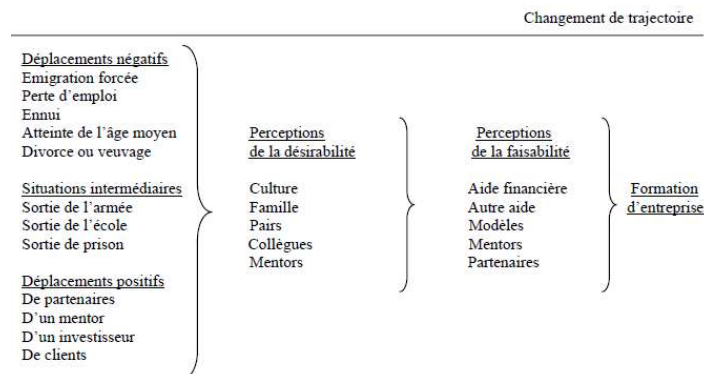 Changement de trajectoire
Déplacements négatifs
Emigration forcée
Perte d'emploi
Ennui
Atteinte de l'âge moyen
Divorce ou veuvage
Situations intermédiaires
Sortie de l'armée
Sortie de l'école
Sortie de prison
Déplacements positifs
De partenaires
D'un mentor
D'un investisseur
De clients
Perceptions
de la désirabilité
Culture
Famille
Pairs
Collègues
Mentors
Perceptions
de la faisabilité
Aide financière
Autre aide
Modèles
Mentors
Partenaires
Formation
d'entreprise